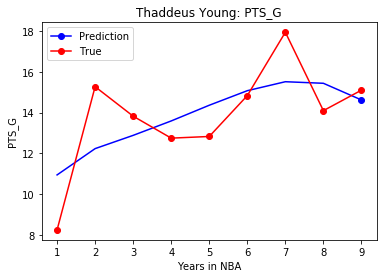 Thaddeus Young: PTS_G
Prediction
True
PTS_G
18
16
14
12
10
8
1 2 3 4 5 6 7 8 9
Years in NBA